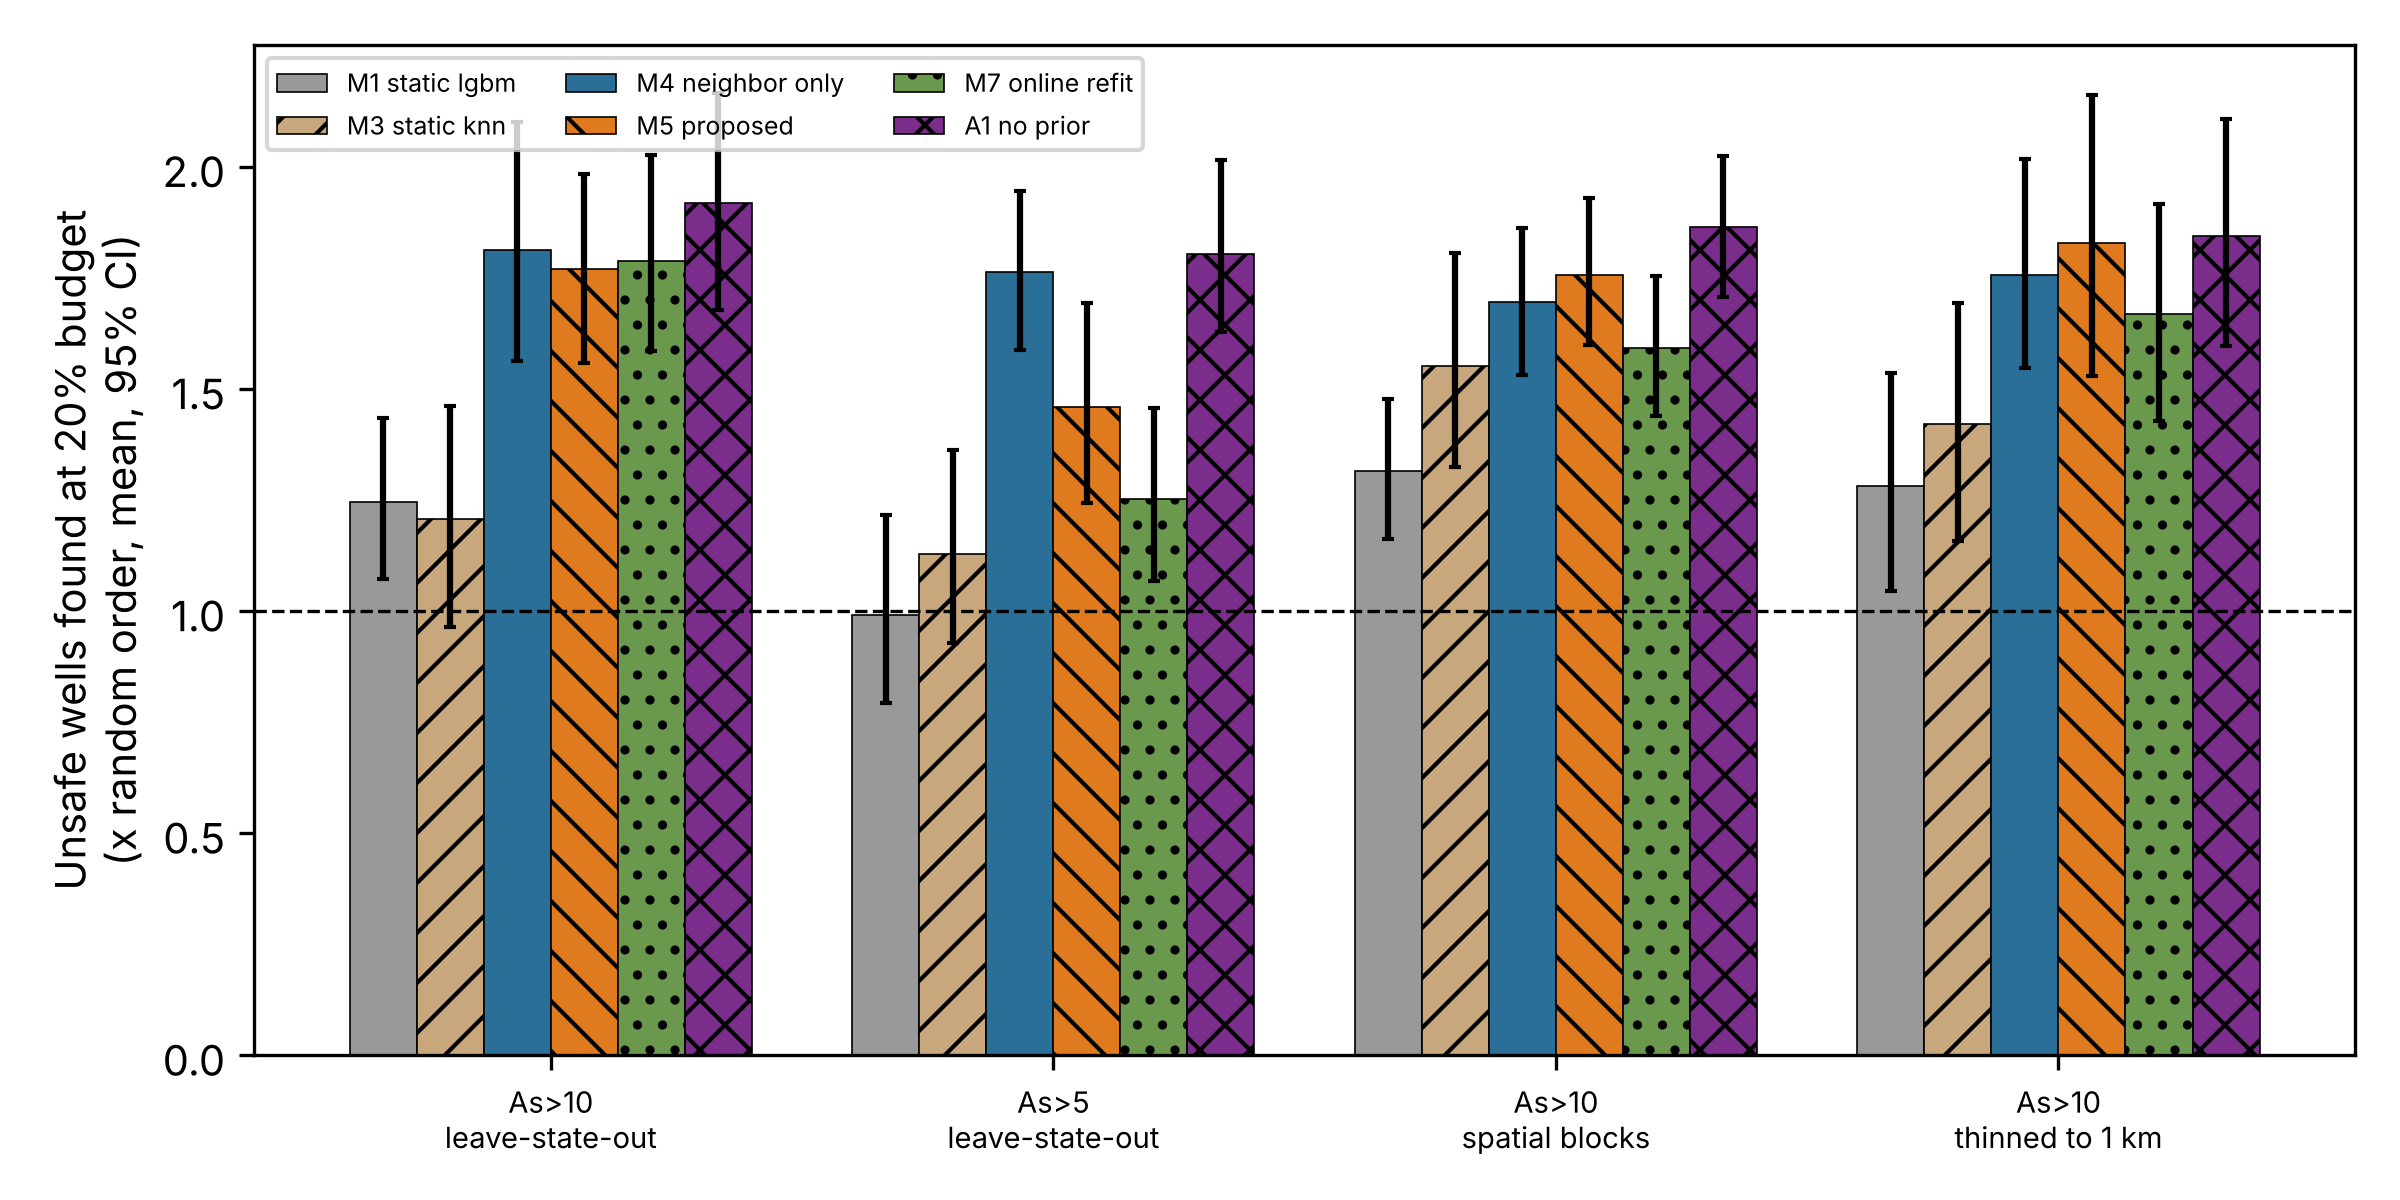 Unsafe wells found at 20% budget
(x random order, mean, 95% CI)
2.0
1.5
1.0
0.5
0.0
M1 static lgbm
M3 static knn
M4 neighbor only
M5 proposed
M7 online refit
A1 no prior
As>10
leave-state-out
As>5
leave-state-out
As>10
spatial blocks
As>10
thinned to 1 km